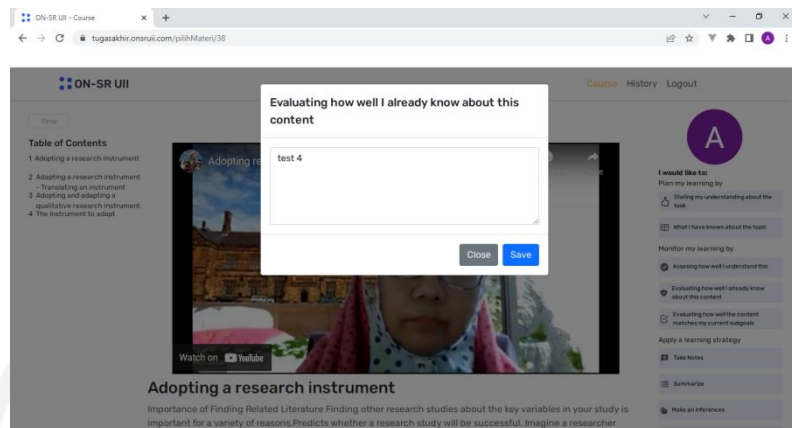 ON-SR UII - Course
tugasakhir.onsruii.com/pilihMateri/38
A
ON-SR UII
Course History Logout
Evaluating how well I already know about this
content
test 4
Close Save
Time
Table of Contents
1 Adopting a research instrument
2 Adapting a research instrument
- Translating an instrument
3 Adopting and adapting a
qualitative research instrument
4 The Instrument to adapt
Adopting re
Watch on YouTube
Adopting a research instrument
Importance of Finding Related Literature Finding other research studies about the key variables in your study is
important for a variety of reasons.Predicts whether a research study will be successful. Imagine a researcher
A
I would like to:
Plan my learning by
Stating my understanding about the
task
What I have known about the topic
Monitor my learning by
Assesing how well I understand this
Evaluating how well I already know
about this content
Evaluating how well the content
matches my current subgoals
Apply a learning strategy
Take Notes
Summarize
Make an inferences